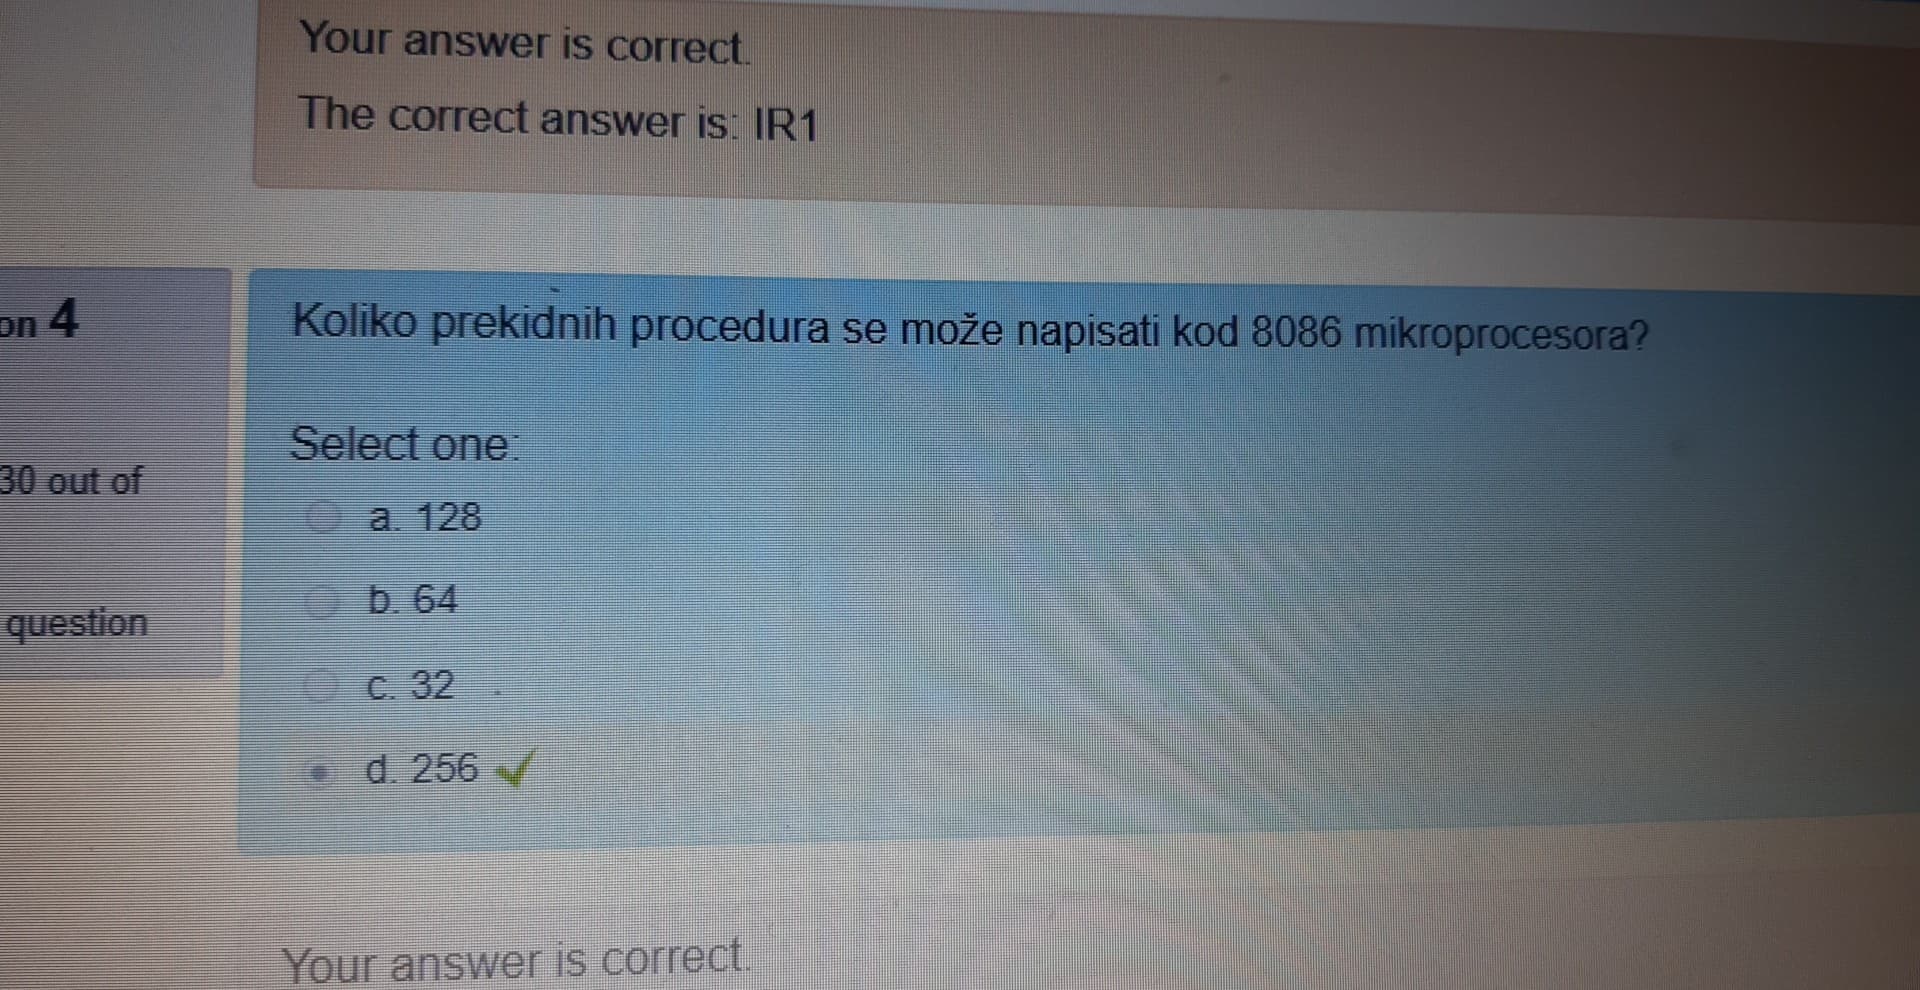 Your answer is correct.
The correct answer is: IR1
on 4
30 out of
question
Koliko prekidnih procedura se može napisati kod 8086 mikroprocesora?
Select one:
a. 128
b. 64
c. 32
d. 256
Your answer is correct.